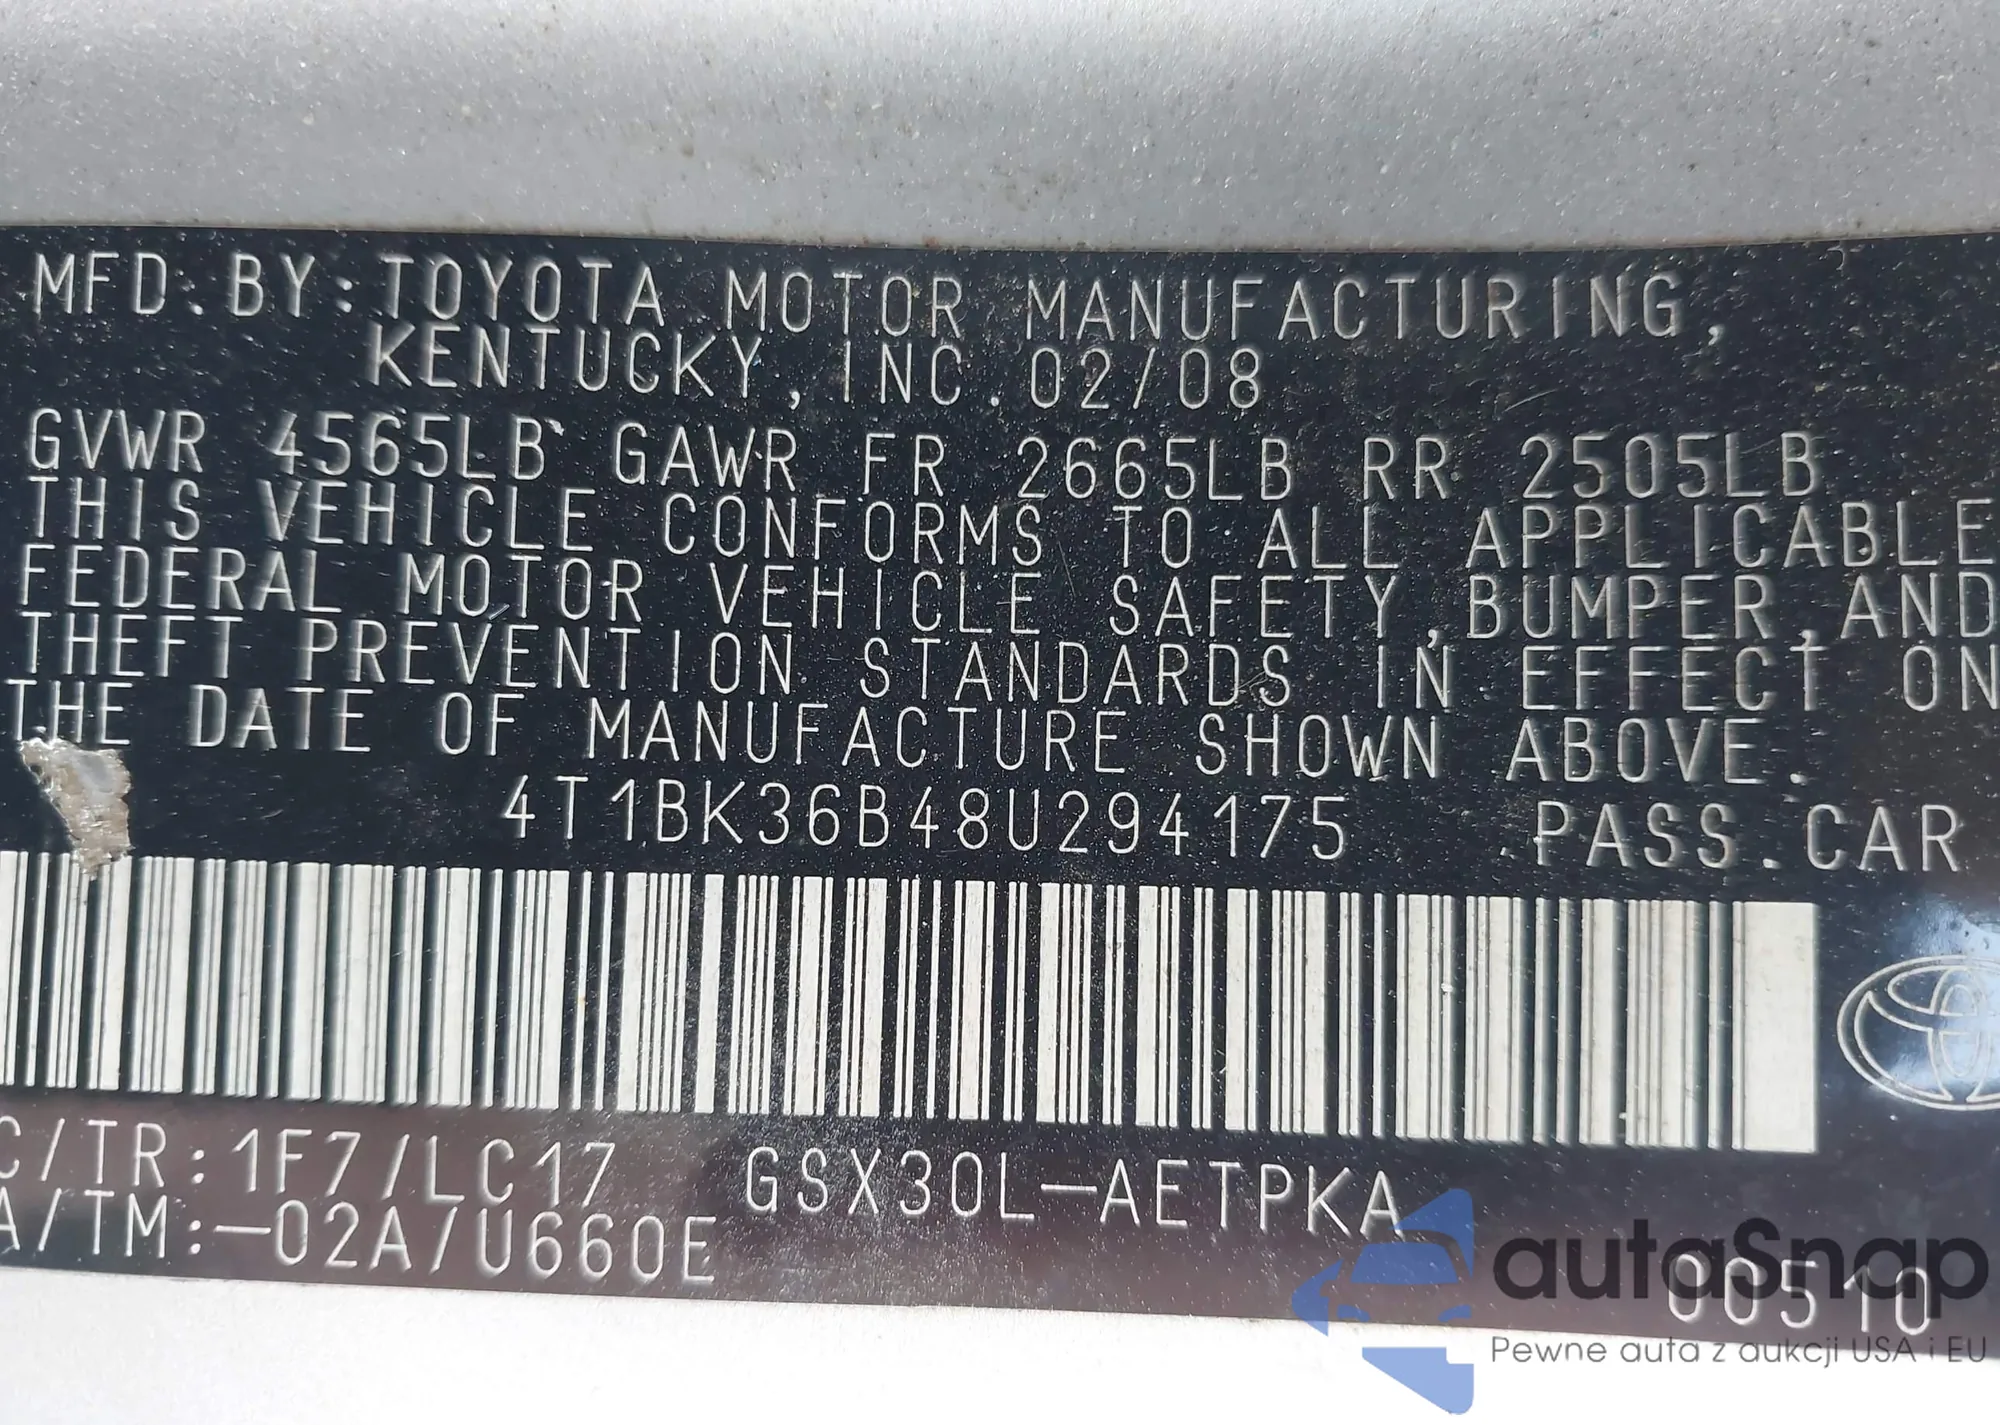 MFD. BY: TOYOTA MOTOR MANUFACTURING,
KENTUCKY, INC. 02/08
GVWR 4565LB GAWR FR 2665LB RR 2505LB
THIS VEHICLE CONFORMS TO ALL APPLICABLE
FEDERAL MOTOR VEHICLE SAFETY, BUMPER, AND
THEFT PREVENTION STANDARDS IN EFFECT ON
THE DATE OF MANUFACTURE SHOWN ABOVE.
4T1BK36B48U294175 PASS. CAR
C/TR: 1F7/LC17 GSX30L-AETPKA
A/TM:-02A/U660E
00510
autaSnap
Pewne auta z aukcji USA i EU